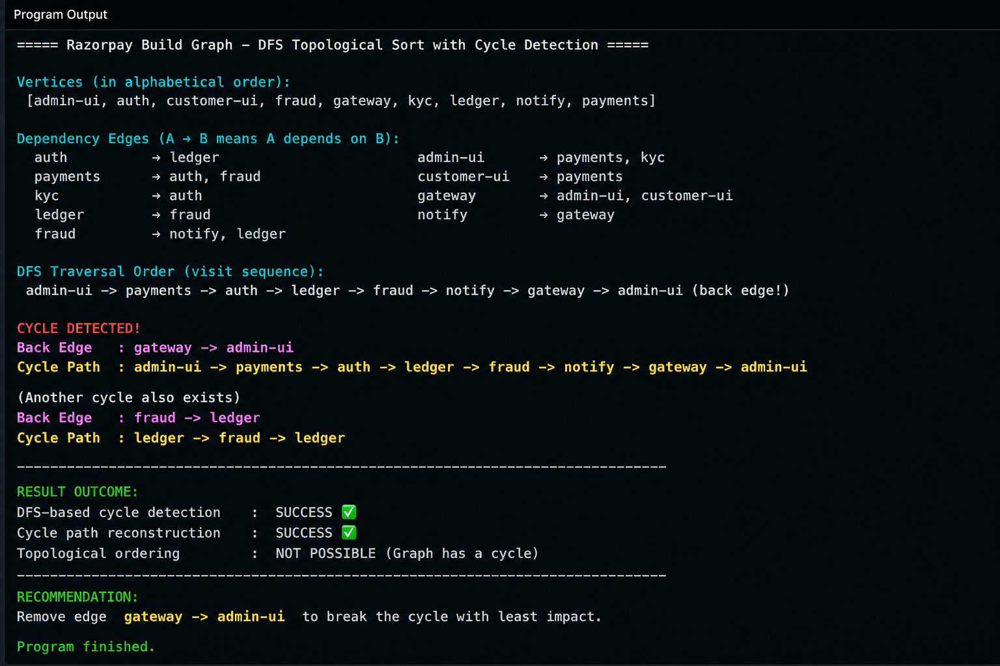 Program Output
===== Razorpay Build Graph – DFS Topological Sort with Cycle Detection =====
Vertices (in alphabetical order):
[admin-ui, auth, customer-ui, fraud, gateway, kyc, ledger, notify, payments]
Dependency Edges (A → B means A depends on B):
auth → ledger admin-ui → payments, kyc
payments → auth, fraud customer-ui → payments
kyc → auth gateway → admin-ui, customer-ui
ledger → fraud notify → gateway
fraud → notify, ledger
DFS Traversal Order (visit sequence):
admin-ui -> payments -> auth -> ledger -> fraud -> notify -> gateway -> admin-ui (back edge!)
CYCLE DETECTED!
Back Edge : gateway -> admin-ui
Cycle Path : admin-ui -> payments -> auth -> ledger -> fraud -> notify -> gateway -> admin-ui
(Another cycle also exists)
Back Edge : fraud -> ledger
Cycle Path : ledger -> fraud -> ledger
------------------------------------------------------------------------------
RESULT OUTCOME:
DFS-based cycle detection : SUCCESS ✅
Cycle path reconstruction : SUCCESS ✅
Topological ordering : NOT POSSIBLE (Graph has a cycle)
------------------------------------------------------------------------------
RECOMMENDATION:
Remove edge gateway -> admin-ui to break the cycle with least impact.
Program finished.